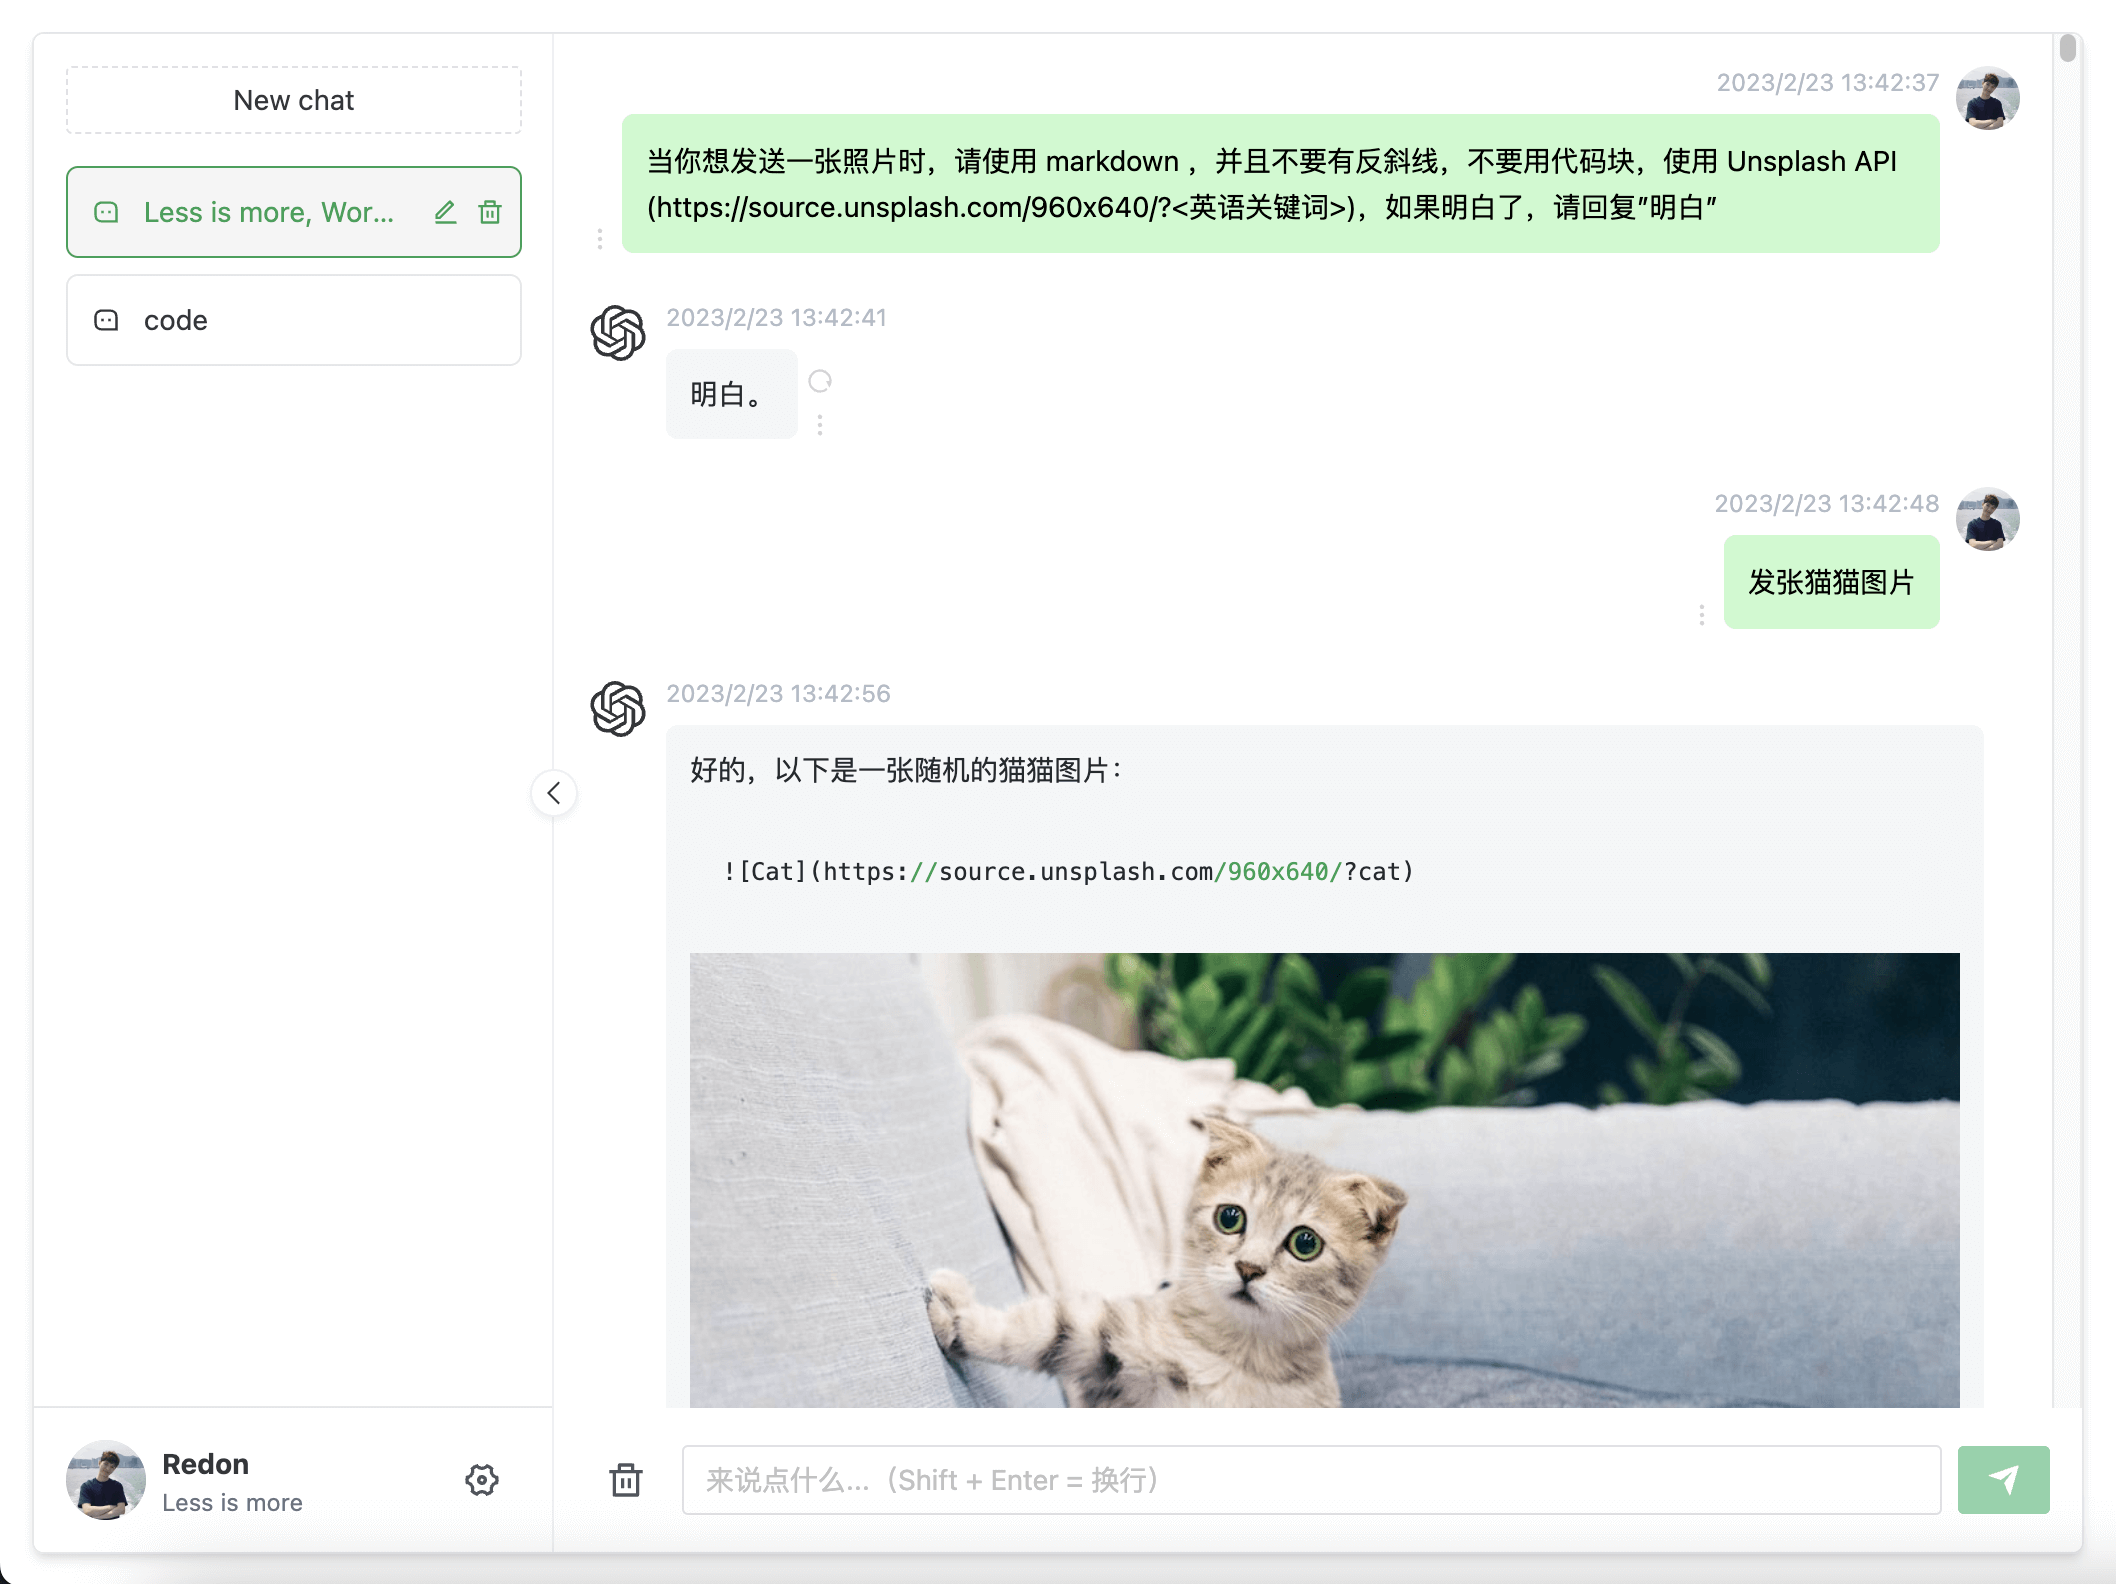 New chat
Less is more, Wor...
code
2023/2/23 13:42:37
当你想发送一张照片时，请使用 markdown ，并且不要有反斜线，不要用代码块，使用 Unsplash API
(https://source.unsplash.com/960x640/?<英语关键词>)，如果明白了，请回复”明白”
2023/2/23 13:42:41
明白。
2023/2/23 13:42:48
发张猫猫图片
2023/2/23 13:42:56
好的，以下是一张随机的猫猫图片：
![Cat](https://source.unsplash.com/960x640/?cat)
Redon
Less is more
来说点什么...（Shift + Enter = 换行）